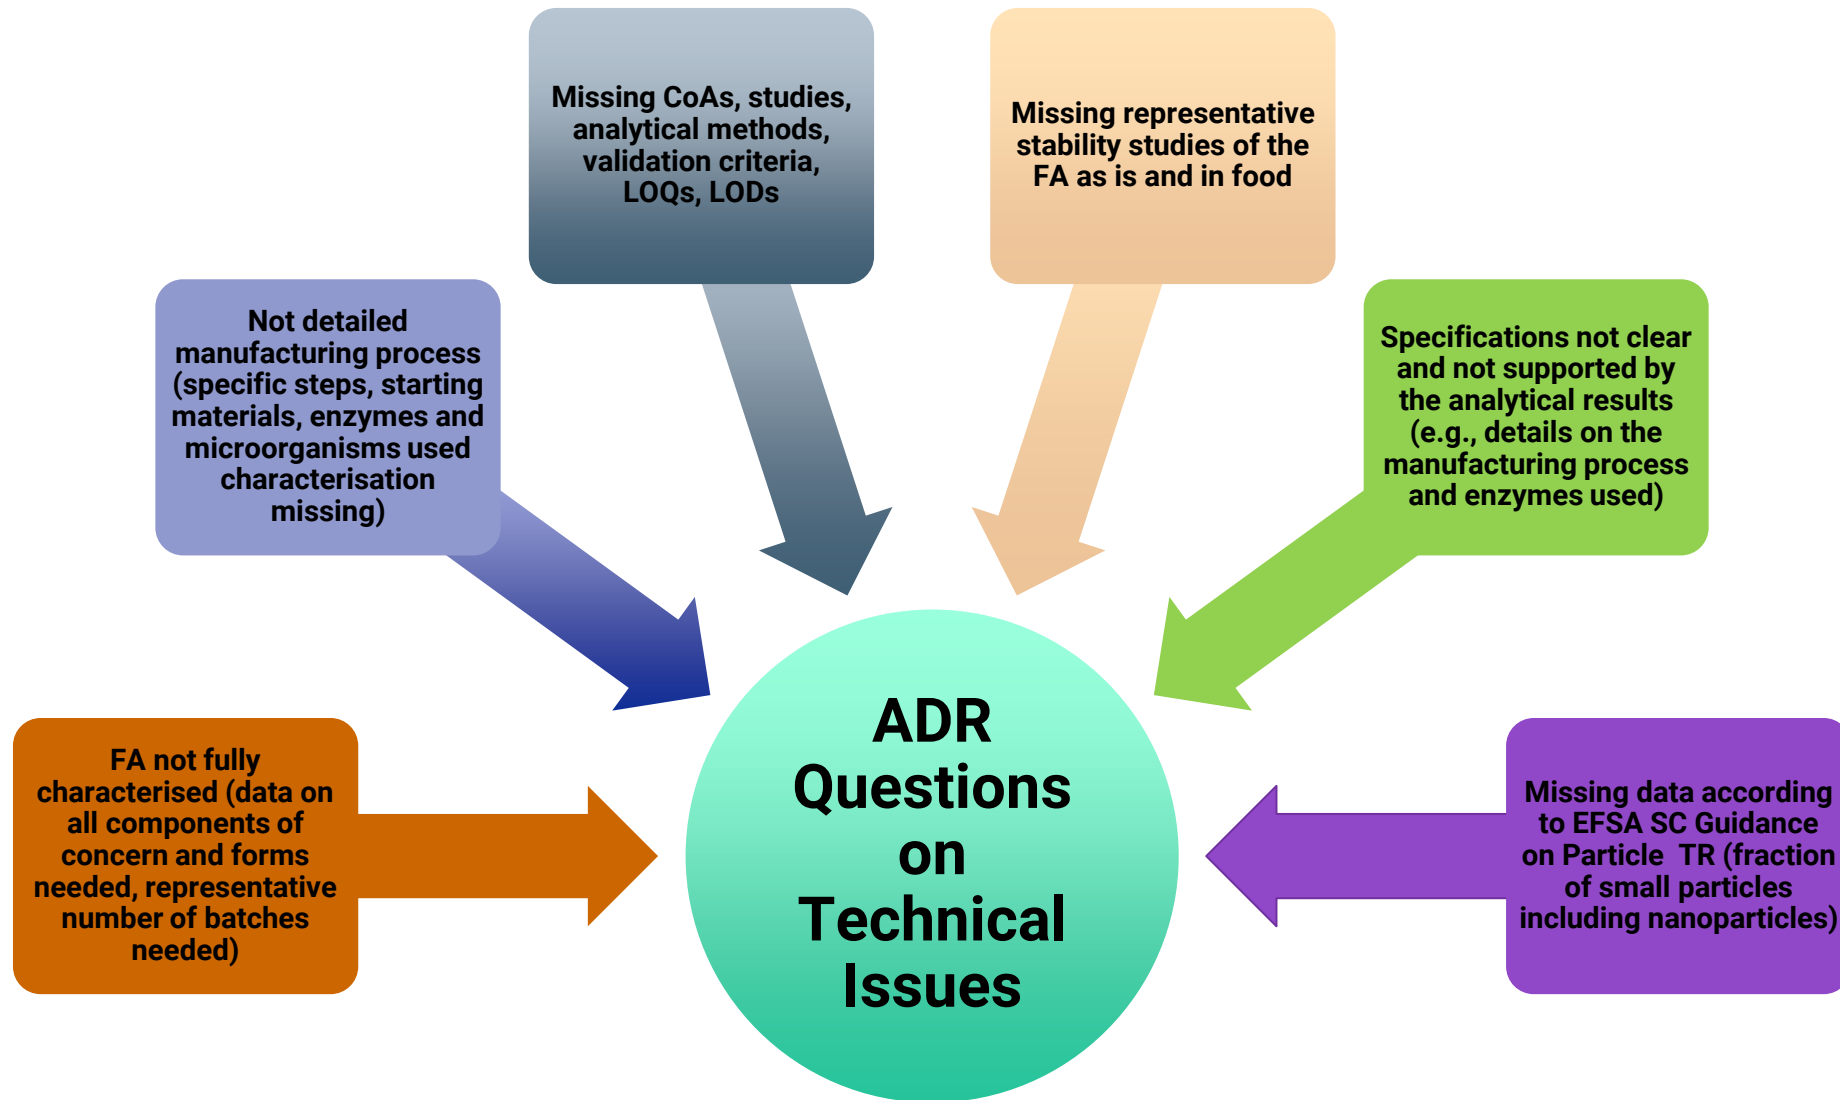 Missing CoAs, studies,
analytical methods,
validation criteria,
LOQs, LODs
Missing representative
stability studies of the
FA as is and in food
Not detailed
manufacturing process
(specific steps, starting
materials, enzymes and
microorganisms used
characterisation
missing)
Specifications not clear
and not supported by
the analytical results
(e.g., details on the
manufacturing process
and enzymes used)
FA not fully
characterised (data on
all components of
concern and forms
needed, representative
number of batches
needed)
ADR
Questions
on
Technical
Issues
Missing data according
to EFSA SC Guidance
on Particle TR (fraction
of small particles
including nanoparticles)